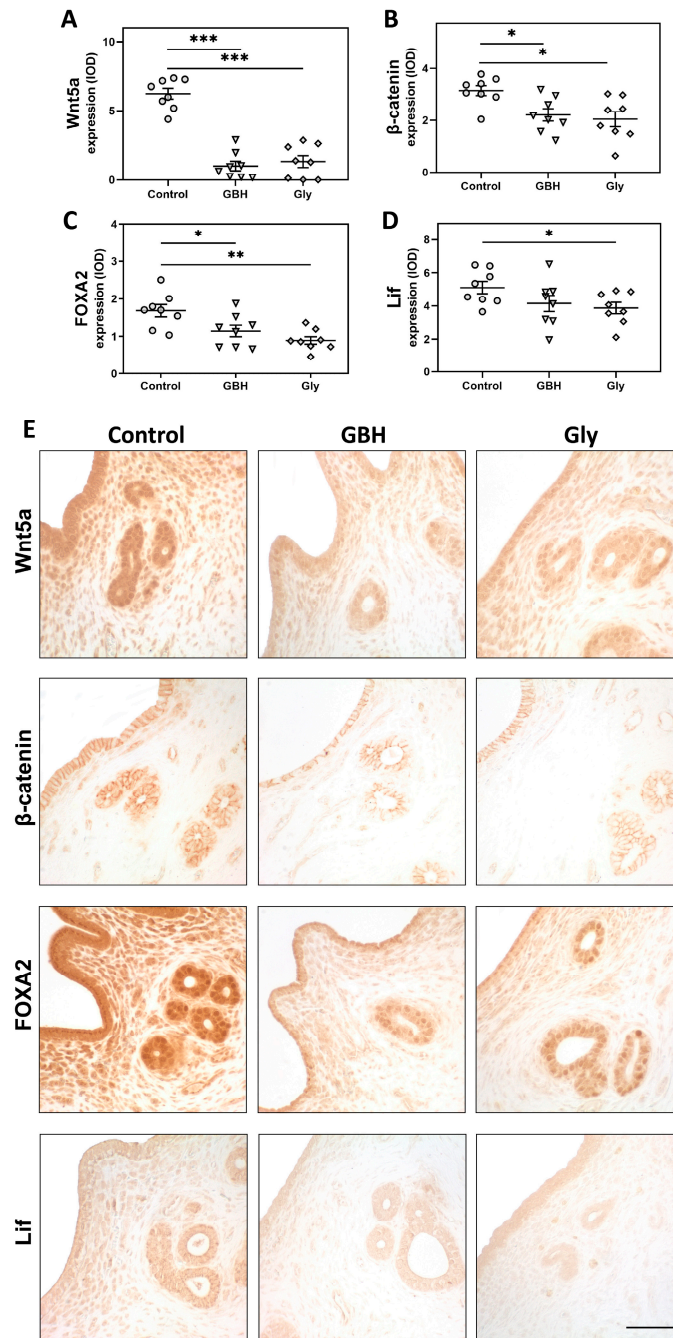 A
Wnt5a
expression (IOD)
10
5
0
***
***
Control
GBH
Gly
B
β-catenin
expression (IOD)
4
2
0
*
*
Control
GBH
Gly
C
FOXA2
expression (IOD)
4
3
2
1
0
*
**
Control
GBH
Gly
D
Lif
expression (IOD)
8
6
4
2
0
*
Control
GBH
Gly
E
Control
GBH
Gly
Wnt5a
β-catenin
FOXA2
Lif